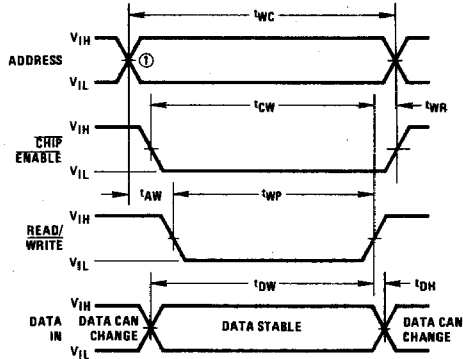 tWC
VIH
ADDRESS
①
VIL
tCW
tWR
VIH
CHIP
ENABLE
VIL
tAW
tWP
VIH
READ/
WRITE
VIL
tDW
tDH
VIH
DATA
IN
DATA CAN
CHANGE
DATA STABLE
DATA CAN
CHANGE
VIL